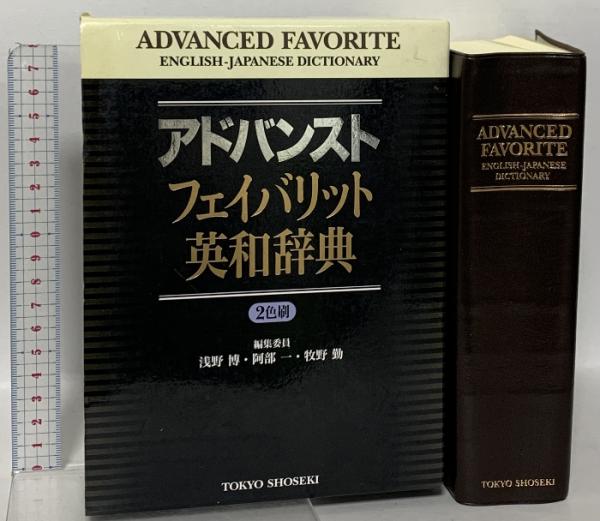 ADVANCED FAVORITE
ENGLISH-JAPANESE DICTIONARY
アドバンスト
フェイバリット
英和辞典
2色刷
編集委員
浅野 博・阿部 一・牧野 勤
TOKYO SHOSEKI
ADVANCED
FAVORITE
ENGLISH-JAPANESE
DICTIONARY
TOKYO SHOSEKI